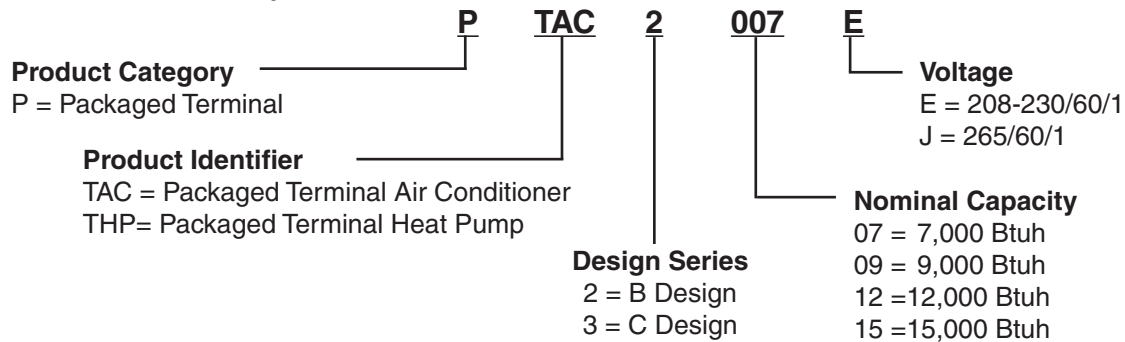 P TAC 2 007 E
Product Category
P = Packaged Terminal
Voltage
E = 208-230/60/1
J = 265/60/1
Product Identifier
TAC = Packaged Terminal Air Conditioner
THP= Packaged Terminal Heat Pump
Nominal Capacity
07 = 7,000 Btuh
09 = 9,000 Btuh
12 =12,000 Btuh
15 =15,000 Btuh
Design Series
2 = B Design
3 = C Design